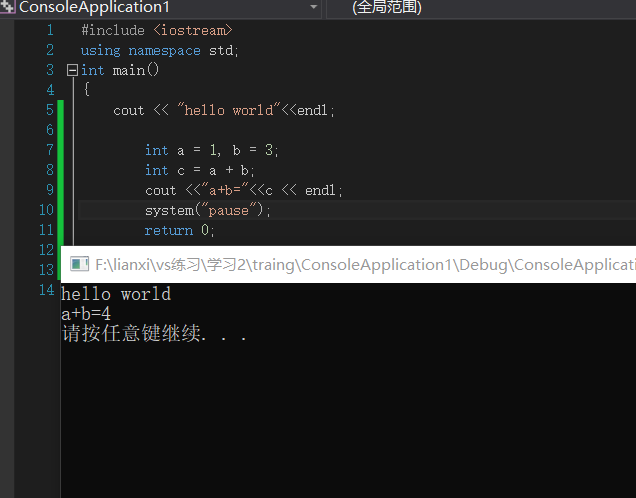 ConsoleApplication1 (全局范围)
1 #include <iostream>
2 using namespace std;
3 int main()
4 {
5 cout << "hello world"<<endl;
6
7 int a = 1, b = 3;
8 int c = a + b;
9 cout <<"a+b="<<c << endl;
10 system("pause");
11 return 0;
12
13
14
F:\lianxi\vs练习\学习2\traing\ConsoleApplication1\Debug\ConsoleApplicati
hello world
a+b=4
请按任意键继续. . .